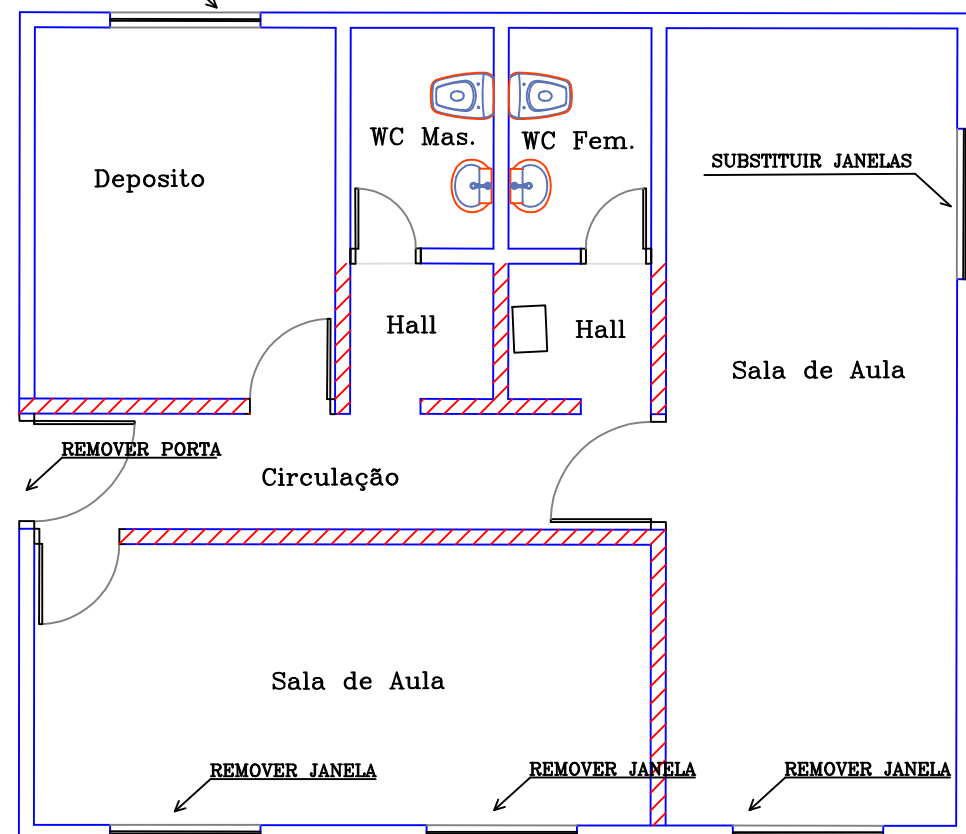 WC Mas.
WC Fem.
SUBSTITUIR JANELAS
Deposito
Hall
Hall
Sala de Aula
REMOVER PORTA
Circulação
Sala de Aula
REMOVER JANELA
REMOVER JANELA
REMOVER JANELA